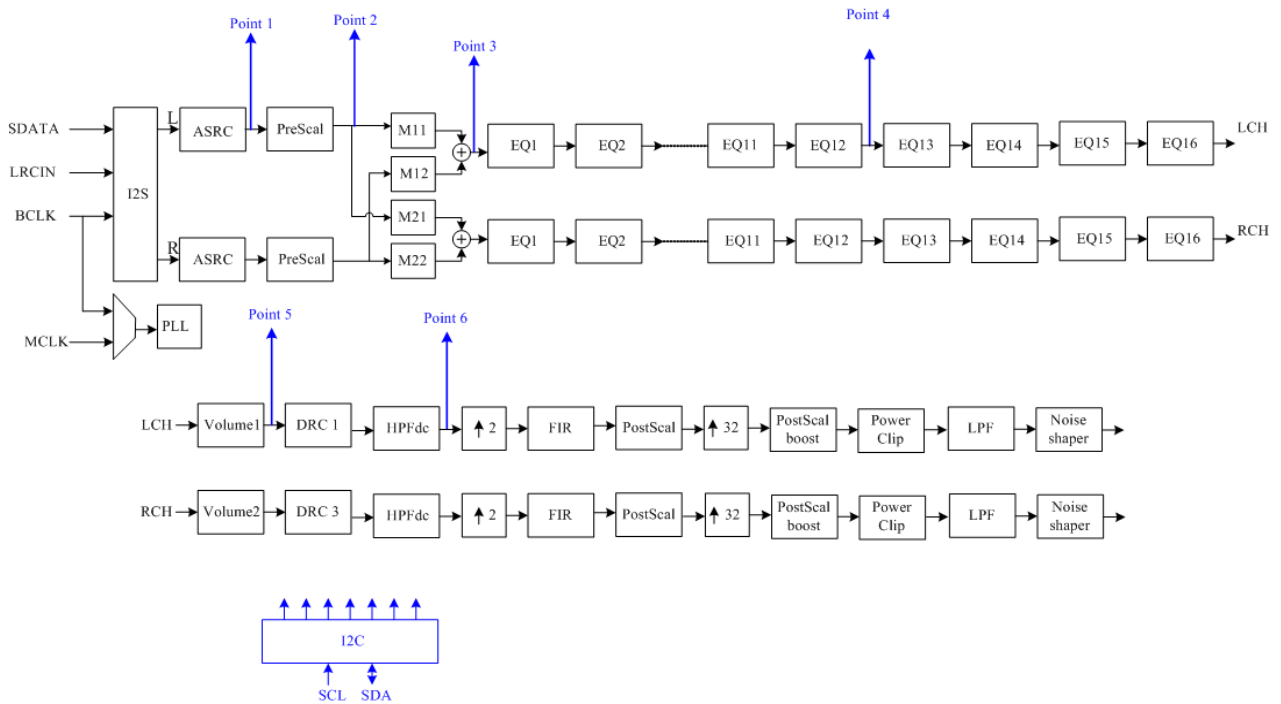 Point 1
Point 2
Point 3
Point 4
SDATA
LRCIN
BCLK
MCLK
I2S
L
R
ASRC
PreScal
M11
M12
EQ1
EQ2
EQ11
EQ12
EQ13
EQ14
EQ15
EQ16
LCH
ASRC
PreScal
M21
M22
EQ1
EQ2
EQ11
EQ12
EQ13
EQ14
EQ15
EQ16
RCH
PLL
Point 5
Point 6
LCH
Volume1
DRC 1
HPFdc
2
FIR
PostScal
32
PostScal
boost
Power
Clip
LPF
Noise
shaper
RCH
Volume2
DRC 3
HPFdc
2
FIR
PostScal
32
PostScal
boost
Power
Clip
LPF
Noise
shaper
I2C
SCL
SDA